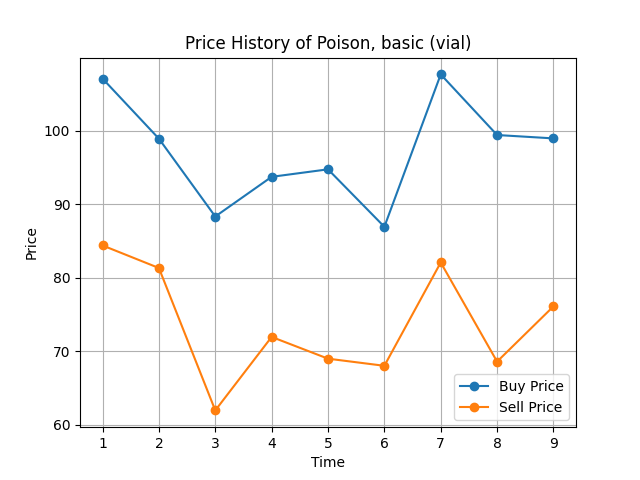 Price History of Poison, basic (vial)
100
90
80
70
60
Price
1 2 3 4 5 6 7 8 9
Time
Buy Price
Sell Price